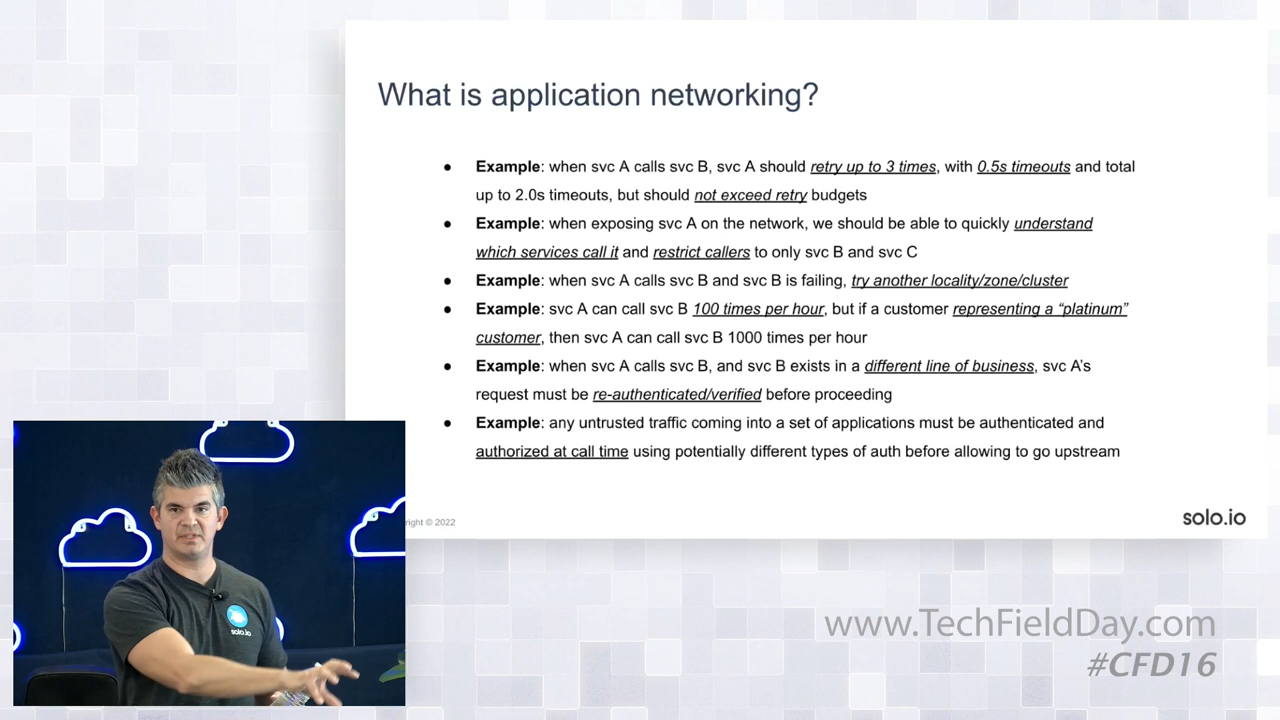 What is application networking?
● Example: when svc A calls svc B, svc A should retry up to 3 times, with 0.5s timeouts and total
up to 2.0s timeouts, but should not exceed retry budgets
● Example: when exposing svc A on the network, we should be able to quickly understand
which services call it and restrict callers to only svc B and svc C
● Example: when svc A calls svc B and svc B is failing, try another locality/zone/cluster
● Example: svc A can call svc B 100 times per hour, but if a customer representing a “platinum”
customer, then svc A can call svc B 1000 times per hour
● Example: when svc A calls svc B, and svc B exists in a different line of business, svc A’s
request must be re-authenticated/verified before proceeding
● Example: any untrusted traffic coming into a set of applications must be authenticated and
authorized at call time using potentially different types of auth before allowing to go upstream
right © 2022
solo.io
solo.io
www.TechFieldDay.com
#CFD16